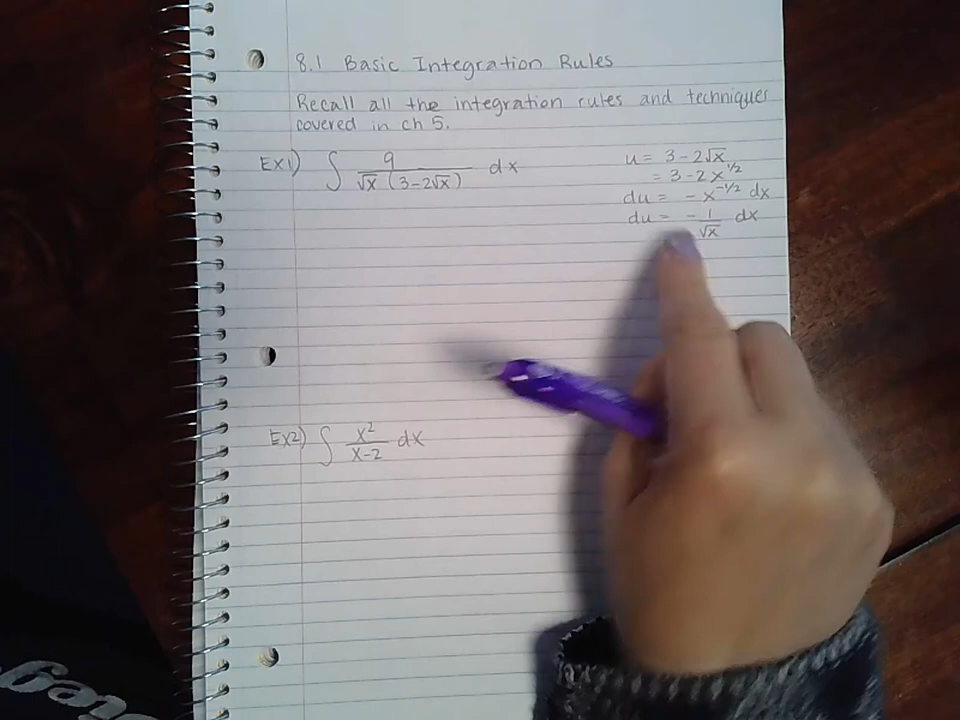 8.1 Basic Integration Rules
Recall all the integration rules and techniques
covered in ch 5.
EX1) ∫ 9/(√x (3-2√x)) dx
u = 3-2√x
= 3-2x^1/2
du = -x^-1/2 dx
du = -1/√x dx
EX2) ∫ x²/(x-2) dx